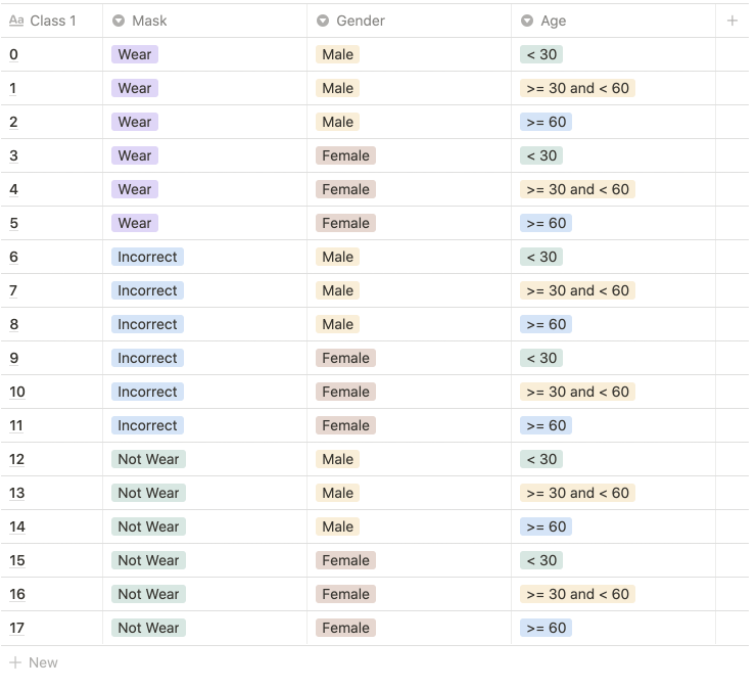 Aa Class 1 Mask Gender Age
0 Wear Male < 30
1 Wear Male >= 30 and < 60
2 Wear Male >= 60
3 Wear Female < 30
4 Wear Female >= 30 and < 60
5 Wear Female >= 60
6 Incorrect Male < 30
7 Incorrect Male >= 30 and < 60
8 Incorrect Male >= 60
9 Incorrect Female < 30
10 Incorrect Female >= 30 and < 60
11 Incorrect Female >= 60
12 Not Wear Male < 30
13 Not Wear Male >= 30 and < 60
14 Not Wear Male >= 60
15 Not Wear Female < 30
16 Not Wear Female >= 30 and < 60
17 Not Wear Female >= 60
+ New